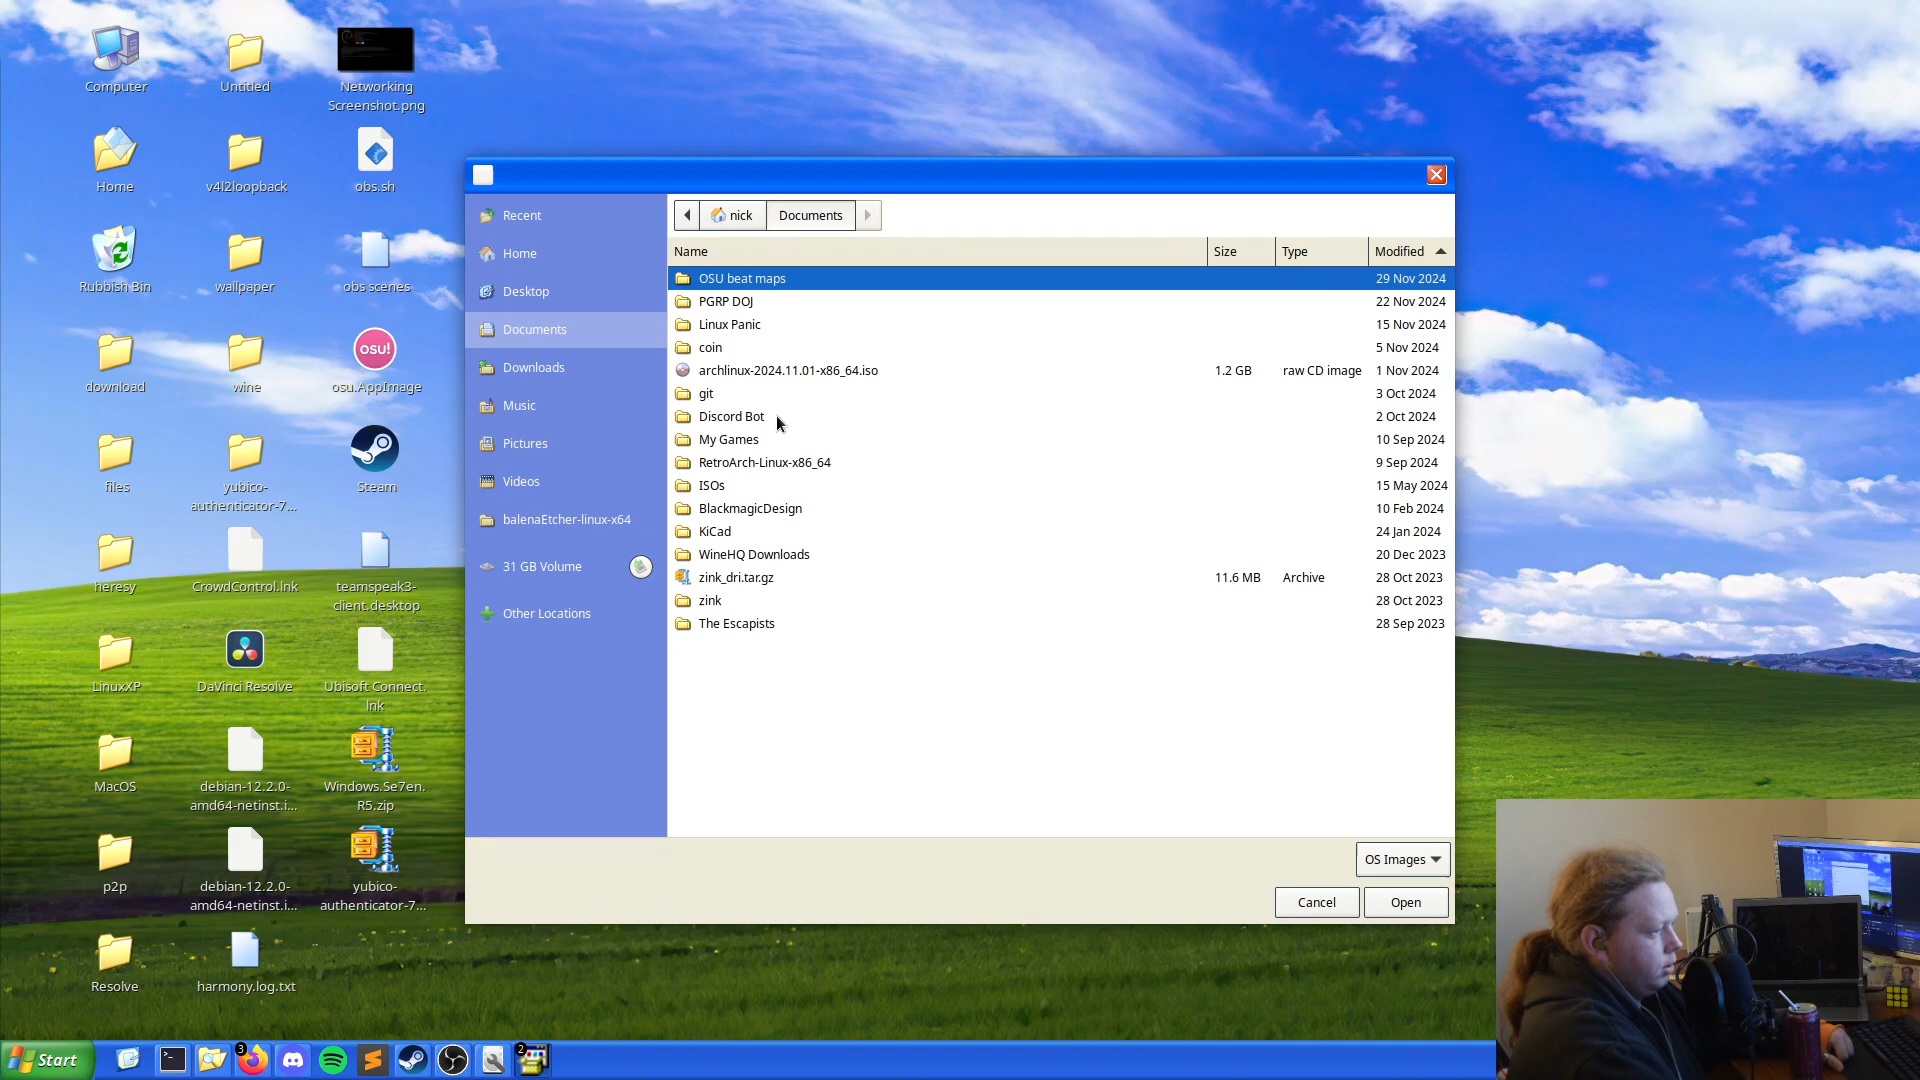 Computer
Untitled
Networking
Screenshot.png
Home
v4l2loopback
obs.sh
Rubbish Bin
wallpaper
obs scenes
download
wine
osu!
osu.AppImage
files
yubico-
authenticator-7...
Steam
heresy
CrowdControl.lnk
teamspeak3-
client.desktop
LinuxXP
DaVinci Resolve
Ubisoft Connect.
lnk
MacOS
debian-12.2.0-
amd64-netinst.i...
Windows.Se7en.
R5.zip
p2p
debian-12.2.0-
amd64-netinst.i...
yubico-
authenticator-7...
Resolve
harmony.log.txt
Recent
Home
Desktop
Documents
Downloads
Music
Pictures
Videos
balenaEtcher-linux-x64
31 GB Volume
Other Locations
nick Documents
Name Size Type Modified
OSU beat maps 29 Nov 2024
PGRP DOJ 22 Nov 2024
Linux Panic 15 Nov 2024
coin 5 Nov 2024
archlinux-2024.11.01-x86_64.iso 1.2 GB raw CD image 1 Nov 2024
git 3 Oct 2024
Discord Bot 2 Oct 2024
My Games 10 Sep 2024
RetroArch-Linux-x86_64 9 Sep 2024
ISOs 15 May 2024
BlackmagicDesign 10 Feb 2024
KiCad 24 Jan 2024
WineHQ Downloads 20 Dec 2023
zink_dri.tar.gz 11.6 MB Archive 28 Oct 2023
zink 28 Oct 2023
The Escapists 28 Sep 2023
OS Images
Cancel Open
Start 3 2